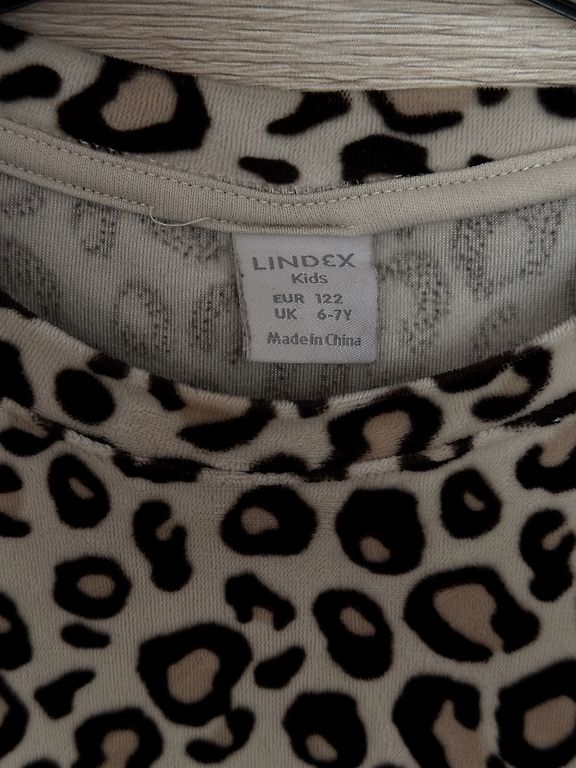 LINDEX
Kids
EUR 122
UK 6-7Y
Made in China